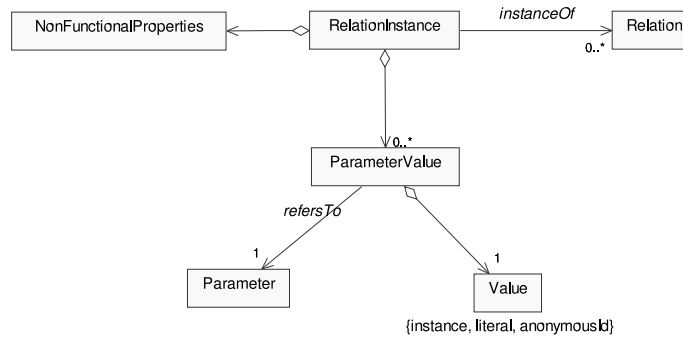 instanceOf
NonFunctionalProperties
RelationInstance
Relation
0..*
0..*
ParameterValue
refersTo
1
1
Parameter
Value
{instance, literal, anonymousId}